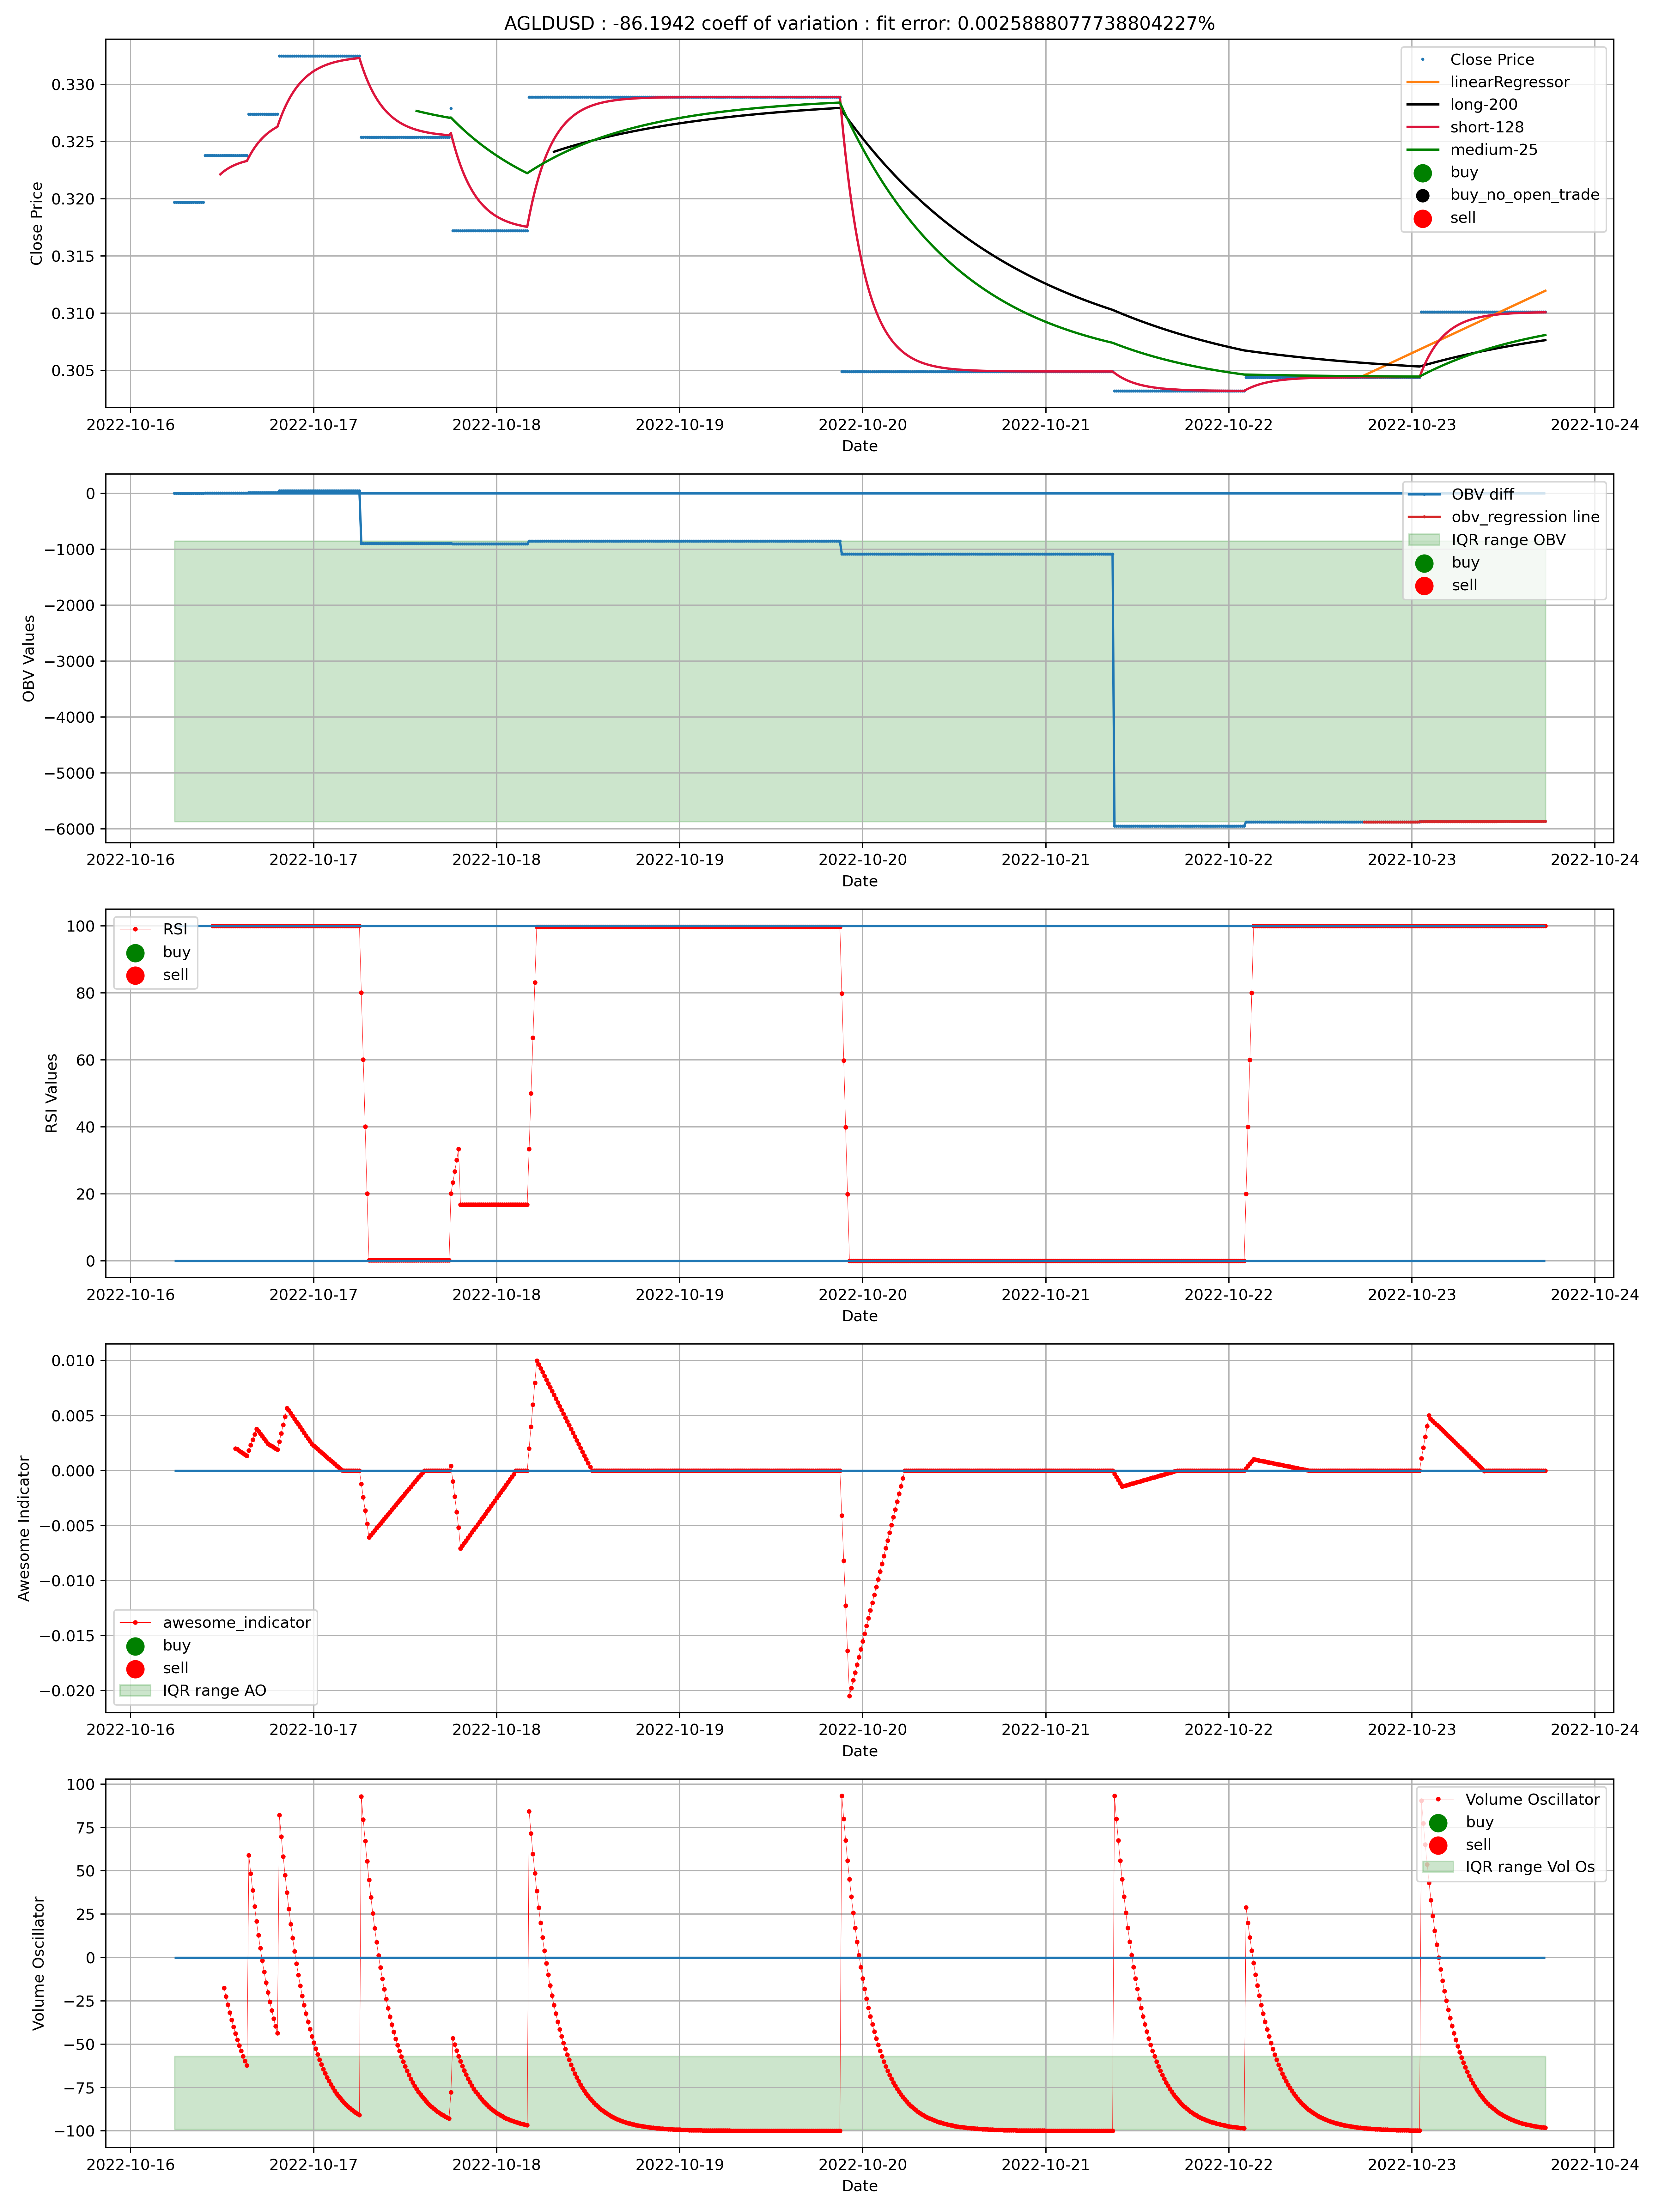 AGLDUSD : -86.1942 coeff of variation : fit error: 0.0025888077738804227%
Close Price
0.330
0.325
0.320
0.315
0.310
0.305
Close Price
linearRegressor
long-200
short-128
medium-25
buy
buy_no_open_trade
sell
2022-10-16 2022-10-17 2022-10-18 2022-10-19 2022-10-20 2022-10-21 2022-10-22 2022-10-23 2022-10-24
Date
OBV Values
0
−1000
−2000
−3000
−4000
−5000
−6000
OBV diff
obv_regression line
IQR range OBV
buy
sell
2022-10-16 2022-10-17 2022-10-18 2022-10-19 2022-10-20 2022-10-21 2022-10-22 2022-10-23 2022-10-24
Date
RSI Values
100
80
60
40
20
0
RSI
buy
sell
2022-10-16 2022-10-17 2022-10-18 2022-10-19 2022-10-20 2022-10-21 2022-10-22 2022-10-23 2022-10-24
Date
Awesome Indicator
0.010
0.005
0.000
−0.005
−0.010
−0.015
−0.020
awesome_indicator
buy
sell
IQR range AO
2022-10-16 2022-10-17 2022-10-18 2022-10-19 2022-10-20 2022-10-21 2022-10-22 2022-10-23 2022-10-24
Date
Volume Oscillator
100
75
50
25
0
−25
−50
−75
−100
Volume Oscillator
buy
sell
IQR range Vol Os
2022-10-16 2022-10-17 2022-10-18 2022-10-19 2022-10-20 2022-10-21 2022-10-22 2022-10-23 2022-10-24
Date